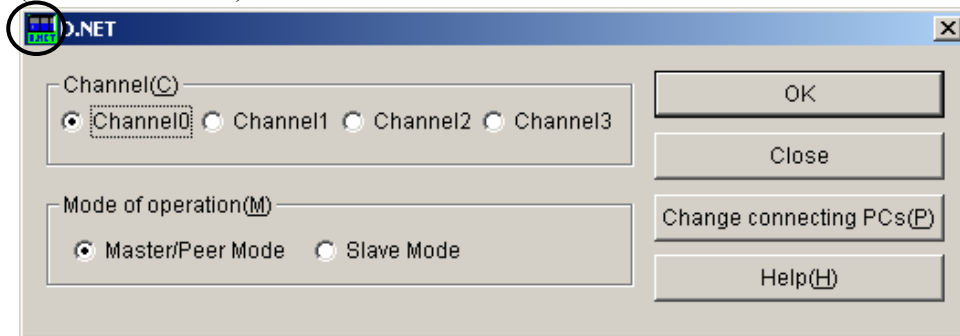 D.NET
Channel(C)
Channel0 Channel1 Channel2 Channel3
OK
Close
Mode of operation(M)
Master/Peer Mode Slave Mode
Change connecting PCs(P)
Help(H)